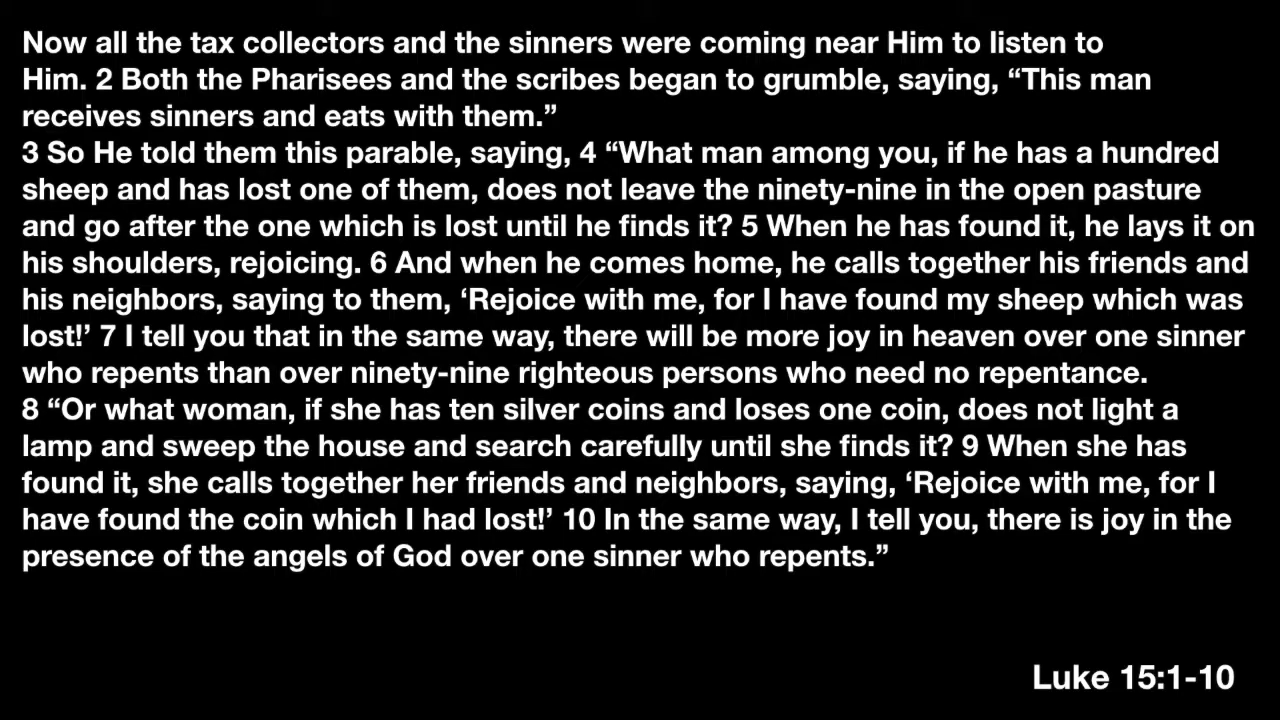 Now all the tax collectors and the sinners were coming near Him to listen to
Him. 2 Both the Pharisees and the scribes began to grumble, saying, “This man
receives sinners and eats with them.”
3 So He told them this parable, saying, 4 “What man among you, if he has a hundred
sheep and has lost one of them, does not leave the ninety-nine in the open pasture
and go after the one which is lost until he finds it? 5 When he has found it, he lays it on
his shoulders, rejoicing. 6 And when he comes home, he calls together his friends and
his neighbors, saying to them, ‘Rejoice with me, for I have found my sheep which was
lost!’ 7 I tell you that in the same way, there will be more joy in heaven over one sinner
who repents than over ninety-nine righteous persons who need no repentance.
8 “Or what woman, if she has ten silver coins and loses one coin, does not light a
lamp and sweep the house and search carefully until she finds it? 9 When she has
found it, she calls together her friends and neighbors, saying, ‘Rejoice with me, for I
have found the coin which I had lost!’ 10 In the same way, I tell you, there is joy in the
presence of the angels of God over one sinner who repents.”
Luke 15:1-10